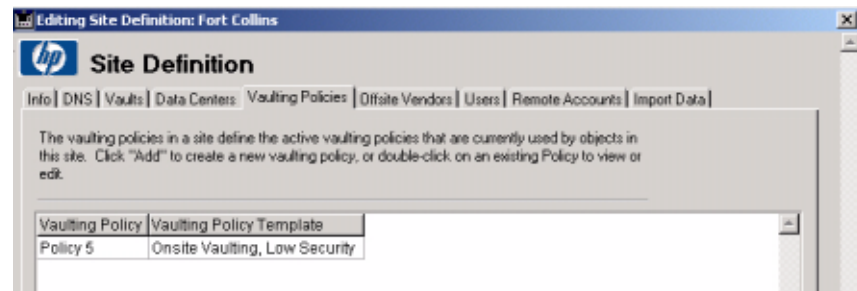 Editing Site Definition: Fort Collins
hp Site Definition
Info DNS Vaults Data Centers Vaulting Policies Offsite Vendors Users Remote Accounts Import Data
The vaulting policies in a site define the active vaulting policies that are currently used by objects in
this site. Click "Add" to create a new vaulting policy, or double-click on an existing Policy to view or
edit.
Vaulting Policy Vaulting Policy Template
Policy 5 Onsite Vaulting, Low Security